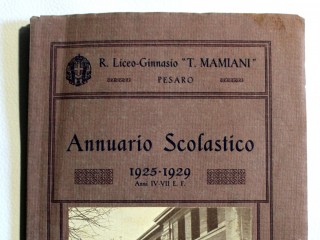 R. Liceo-Ginnasio "T. MAMIANI"
PESARO
Annuario Scolastico
1925-1929
Anni IV-VII E. F.